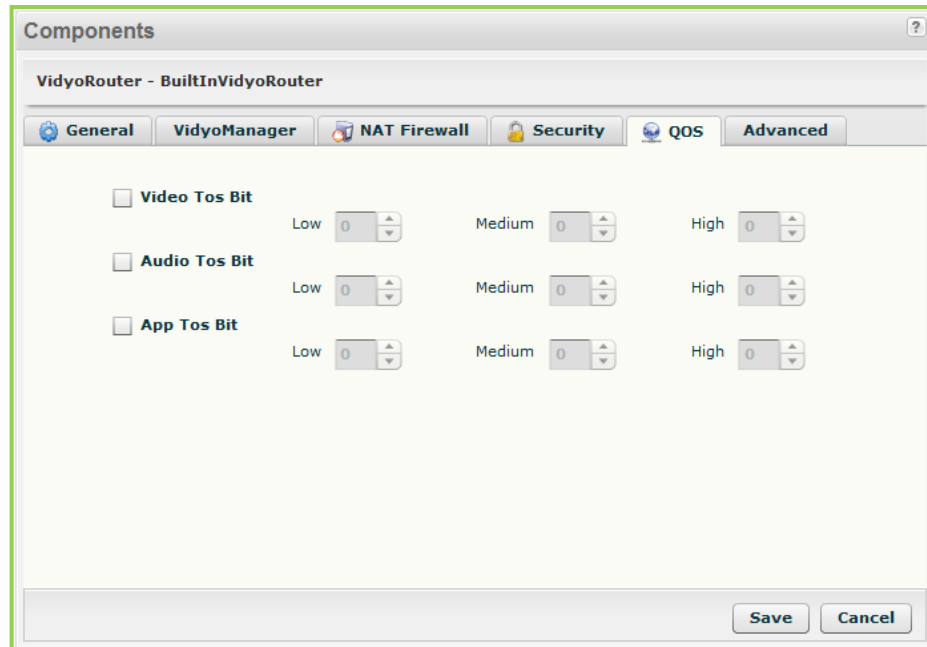 Components
?
VidyoRouter - BuiltInVidyoRouter
General VidyoManager NAT Firewall Security QOS Advanced
Video Tos Bit
Low 0 Medium 0 High 0
Audio Tos Bit
Low 0 Medium 0 High 0
App Tos Bit
Low 0 Medium 0 High 0
Save Cancel